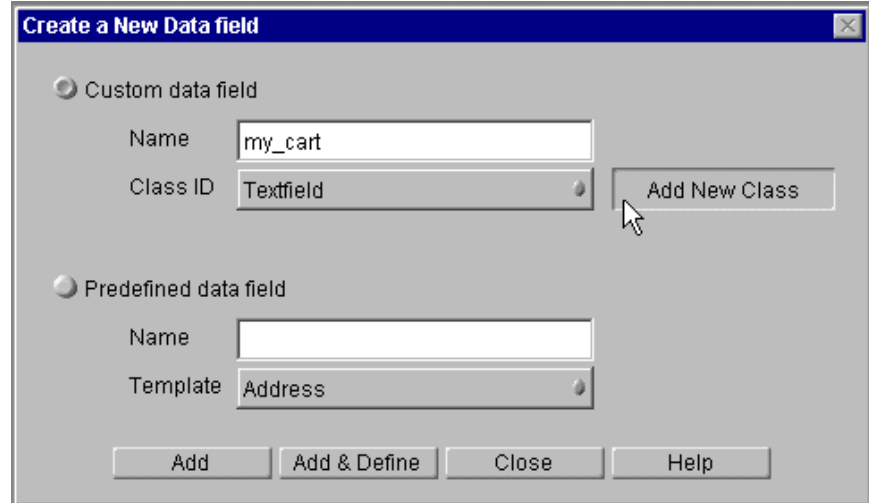 Create a New Data field
Custom data field
Name my_cart
Class ID Textfield Add New Class
Predefined data field
Name
Template Address
Add Add & Define Close Help